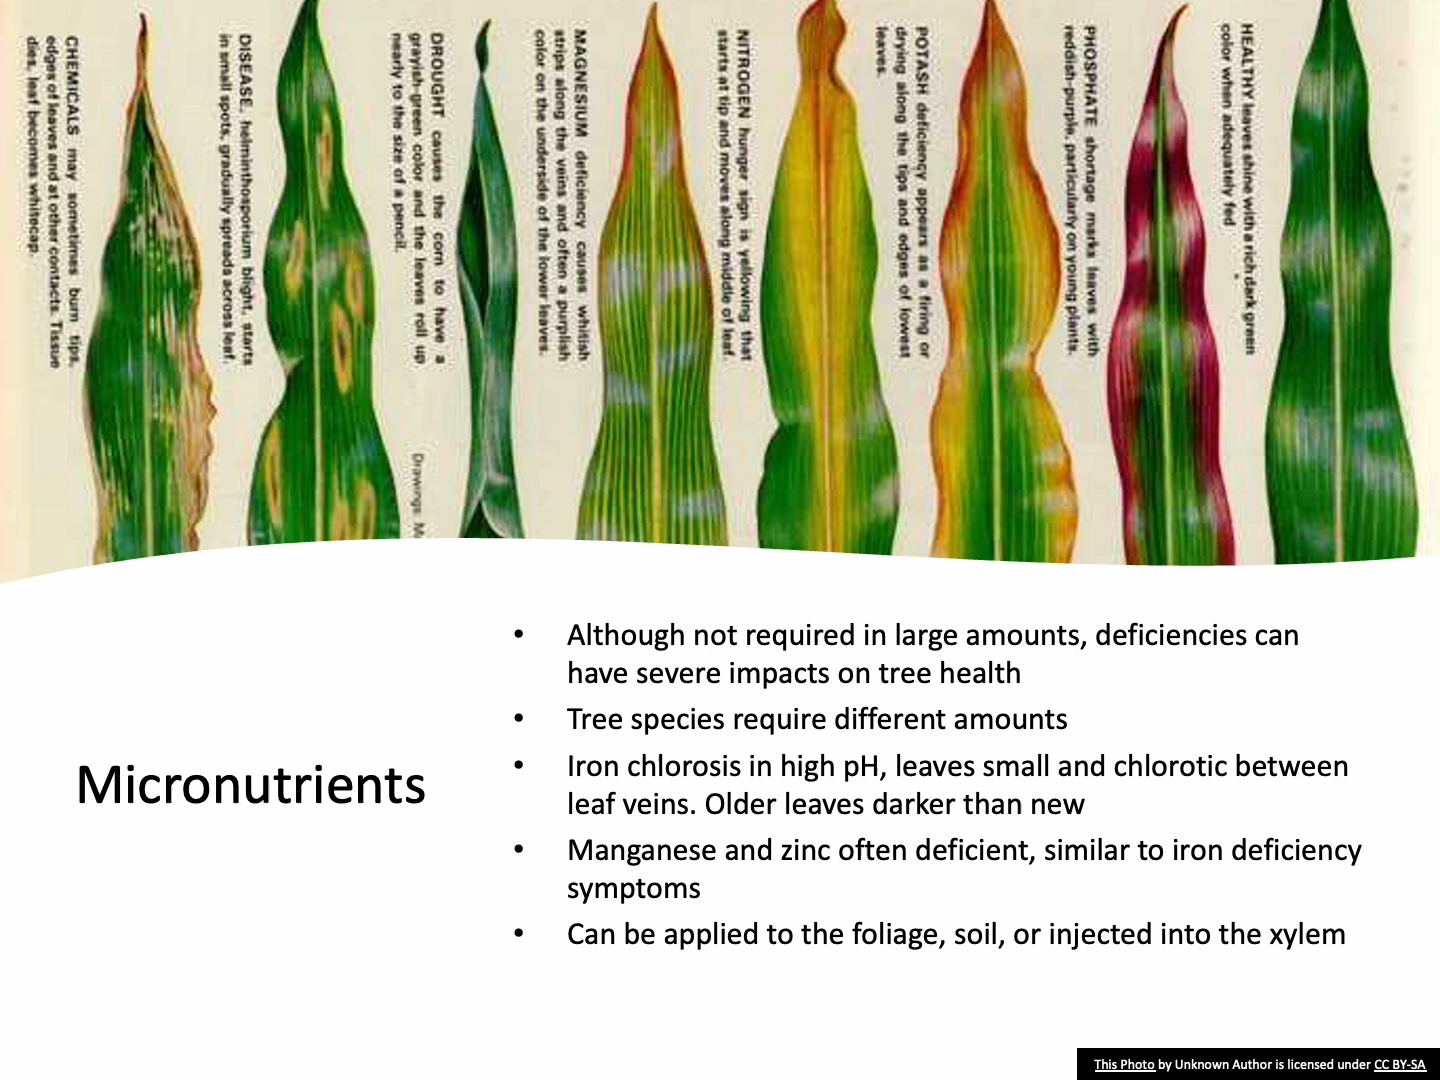 CHEMICALS may sometimes burn tips,
edges of leaves and at other contacts. Tissue
dies, leaf becomes whitecap.
DISEASE, helminthosporium blight, starts
in small spots, gradually spreads across leaf.
DROUGHT causes the corn to have a
grayish-green color and the leaves roll up
nearly to the size of a pencil.
Drawings: M
MAGNESIUM deficiency causes whitish
strips along the veins and often a purplish
color on the underside of the lower leaves.
NITROGEN hunger sign is yellowing that
starts at tip and moves along middle of leaf.
POTASH deficiency appears as a firing or
drying along the tips and edges of lowest
leaves.
PHOSPHATE shortage marks leaves with
reddish-purple, particularly on young plants.
HEALTHY leaves shine with a rich dark green
color when adequately fed
Micronutrients
• Although not required in large amounts, deficiencies can
have severe impacts on tree health
• Tree species require different amounts
• Iron chlorosis in high pH, leaves small and chlorotic between
leaf veins. Older leaves darker than new
• Manganese and zinc often deficient, similar to iron deficiency
symptoms
• Can be applied to the foliage, soil, or injected into the xylem
This Photo by Unknown Author is licensed under CC BY-SA